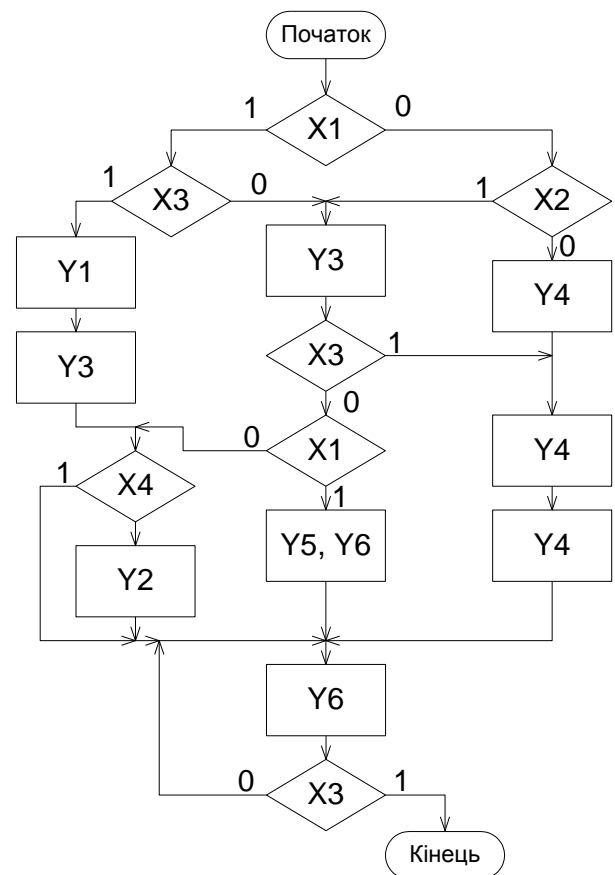 Початок
1 X1 0
1 X3 0 1 X2
0
Y1 Y3 Y4
Y3 X3 1
0
0 X1 Y4
1 X4 1
Y5, Y6 Y4
Y2
Y6
0 X3 1
Кінець